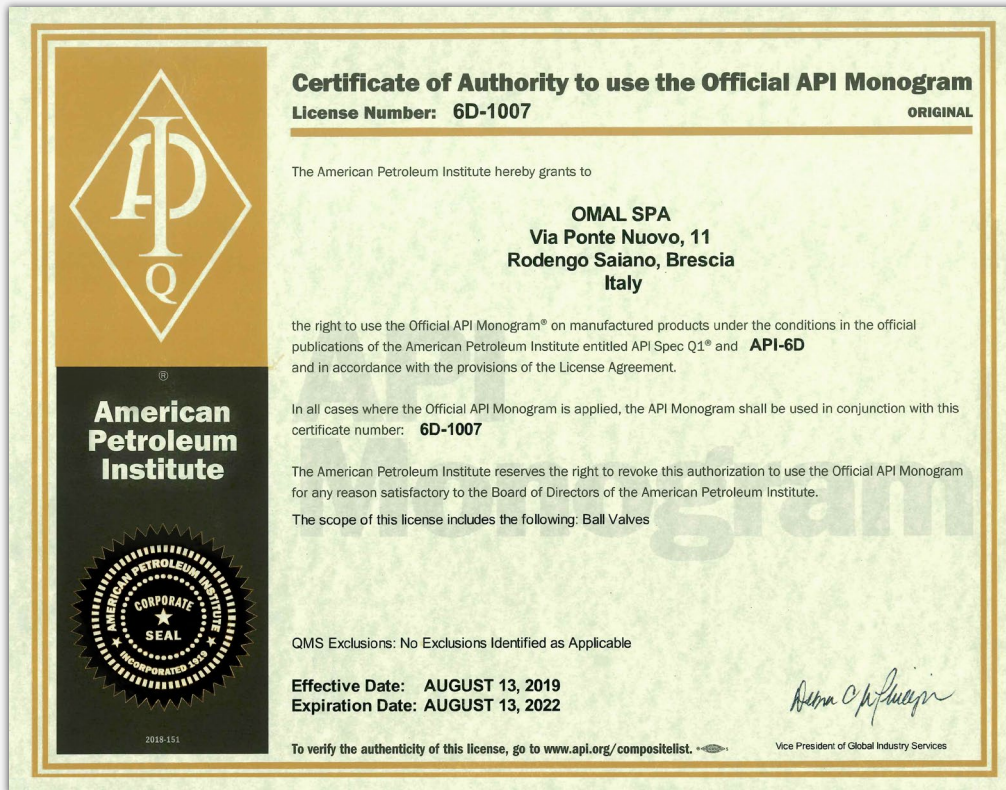 API
Q
®
American
Petroleum
Institute
AMERICAN PETROLEUM INSTITUTE
CORPORATE
SEAL
INCORPORATED 1919
2018-151
Certificate of Authority to use the Official API Monogram
License Number: 6D-1007
ORIGINAL
The American Petroleum Institute hereby grants to
OMAL SPA
Via Ponte Nuovo, 11
Rodengo Saiano, Brescia
Italy
the right to use the Official API Monogram® on manufactured products under the conditions in the official
publications of the American Petroleum Institute entitled API Spec Q1® and API-6D
and in accordance with the provisions of the License Agreement.
In all cases where the Official API Monogram is applied, the API Monogram shall be used in conjunction with this
certificate number: 6D-1007
The American Petroleum Institute reserves the right to revoke this authorization to use the Official API Monogram
for any reason satisfactory to the Board of Directors of the American Petroleum Institute.
The scope of this license includes the following: Ball Valves
API
Monogram
QMS Exclusions: No Exclusions Identified as Applicable
Effective Date: AUGUST 13, 2019
Expiration Date: AUGUST 13, 2022
To verify the authenticity of this license, go to www.api.org/compositelist.
Vice President of Global Industry Services